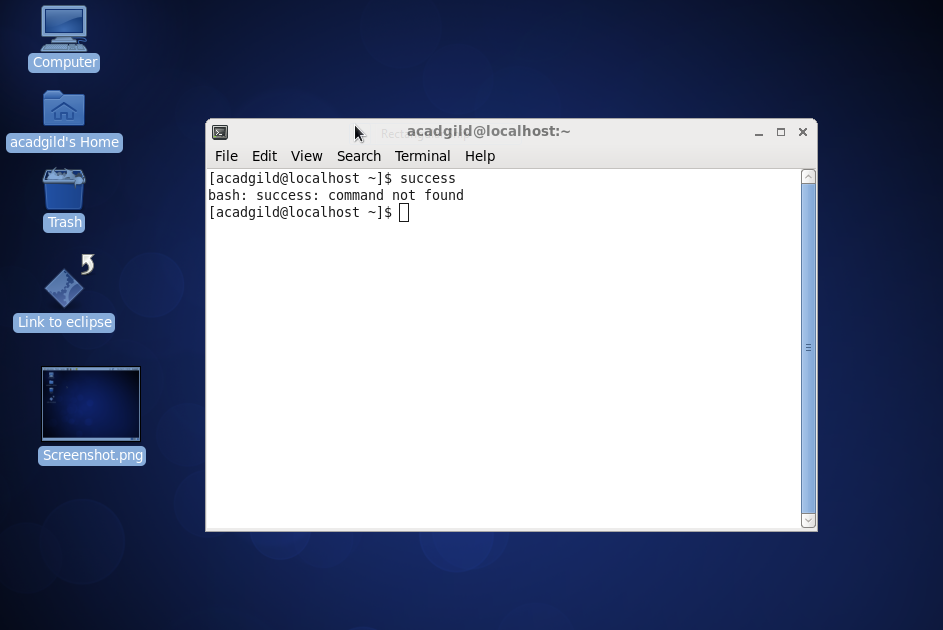 Computer
acadgild's Home
Trash
Link to eclipse
Screenshot.png
acadgild@localhost:~
File Edit View Search Terminal Help
[acadgild@localhost ~]$ success
bash: success: command not found
[acadgild@localhost ~]$